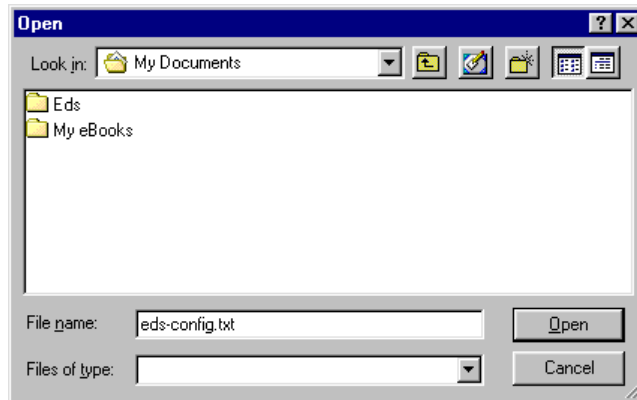 Open
Look in: My Documents
Eds
My eBooks
File name: eds-config.txt Open
Files of type: Cancel